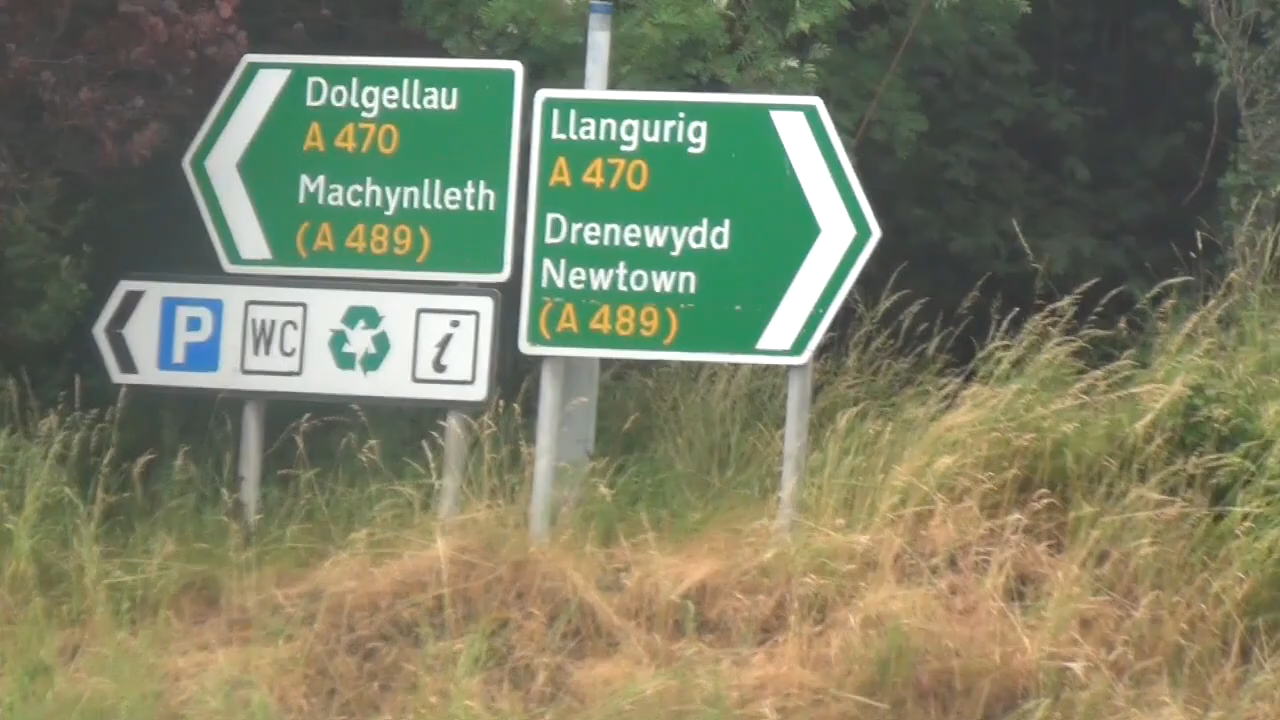 Dolgellau
A 470
Machynlleth
(A 489)
P WC i
Llangurig
A 470
Drenewydd
Newtown
(A 489)